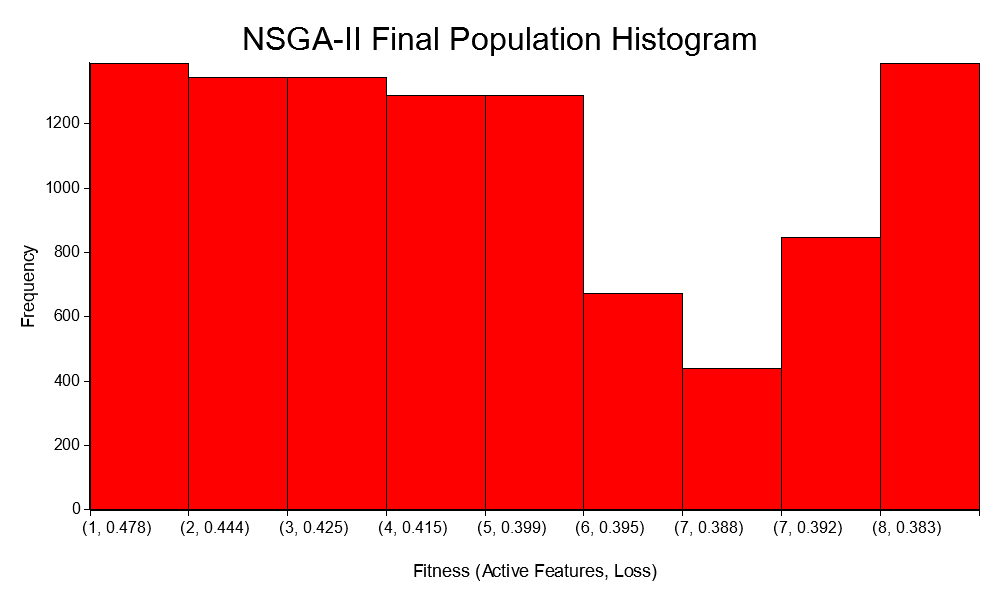 NSGA-II Final Population Histogram
1200
1000
800
600
400
200
0
Frequency
(1, 0.478) (2, 0.444) (3, 0.425) (4, 0.415) (5, 0.399) (6, 0.395) (7, 0.388) (7, 0.392) (8, 0.383)
Fitness (Active Features, Loss)